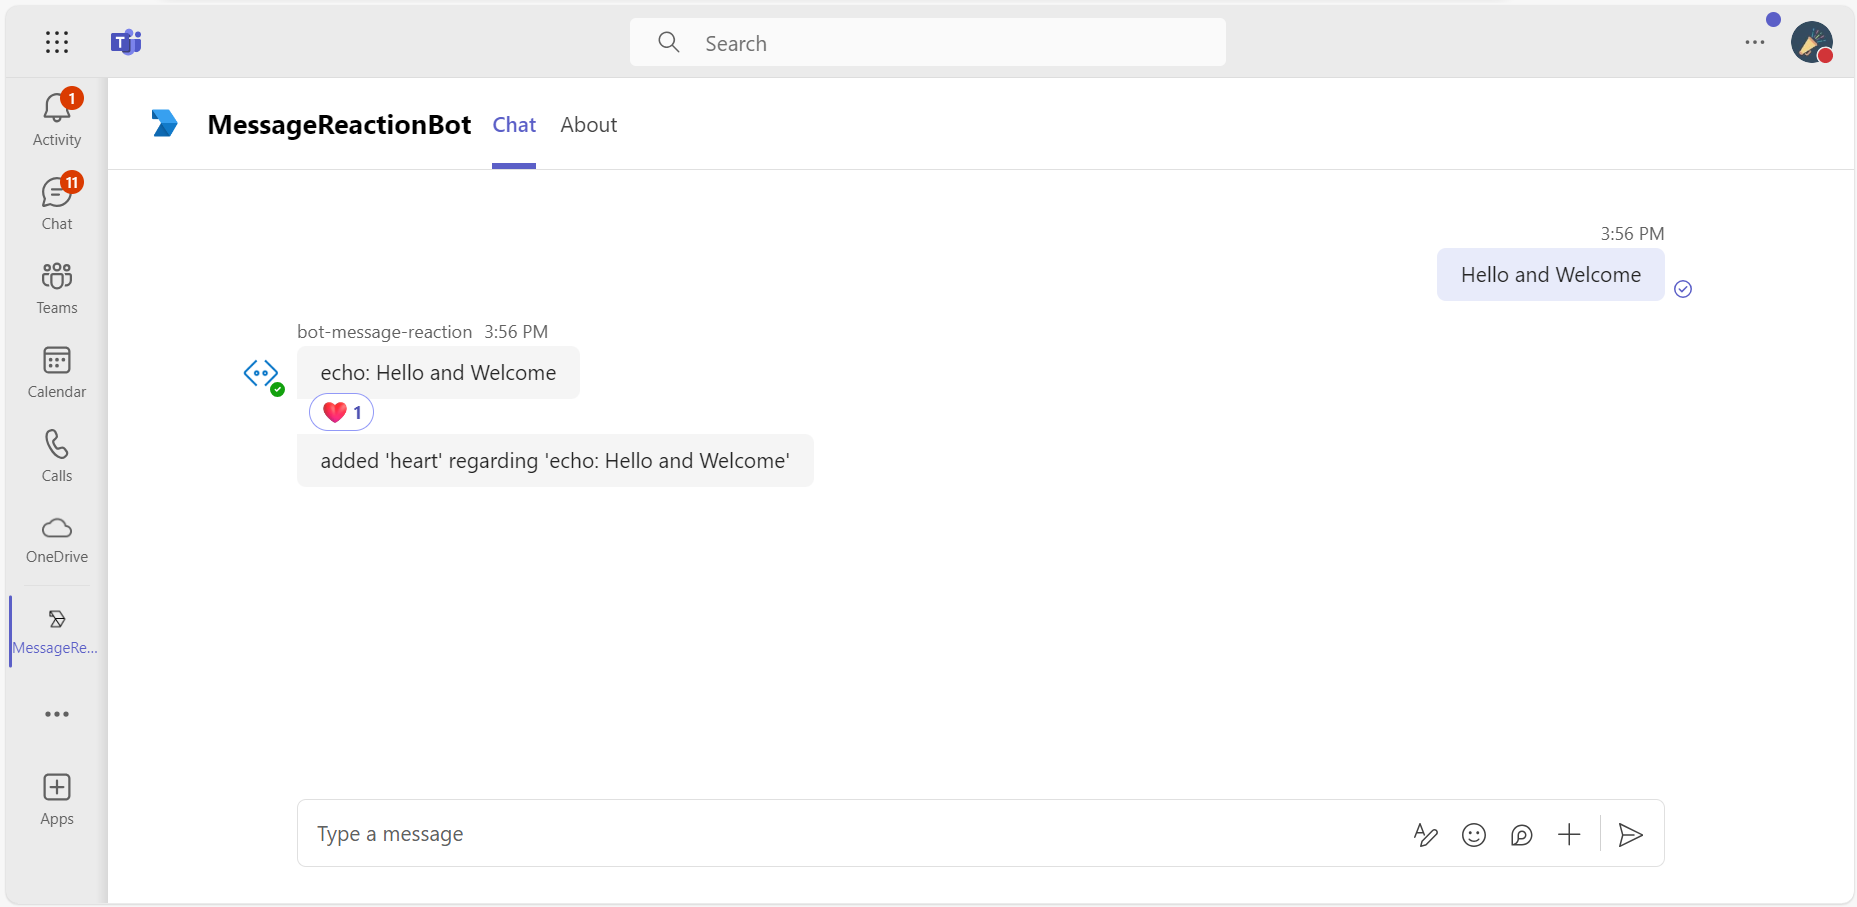 Search
1
Activity
11
Chat
Teams
Calendar
Calls
OneDrive
MessageRe...
Apps
MessageReactionBot Chat About
3:56 PM
Hello and Welcome
bot-message-reaction 3:56 PM
echo: Hello and Welcome
1
added 'heart' regarding 'echo: Hello and Welcome'
Type a message